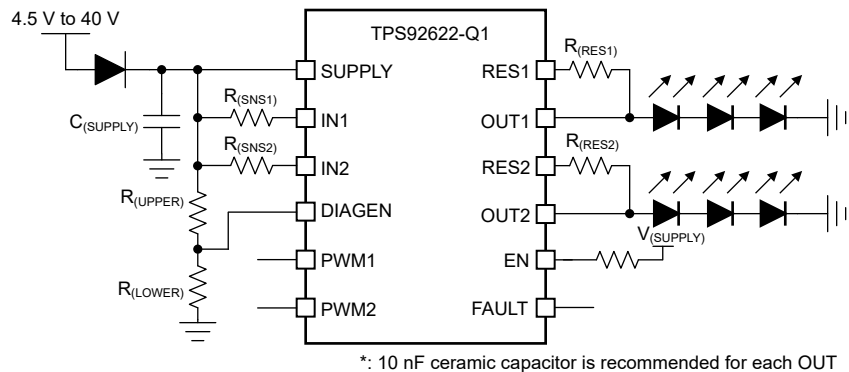 4.5 V to 40 V
TPS92622-Q1
SUPPLY
RES1
R(RES1)
R(SNS1)
C(SUPPLY)
IN1
OUT1
R(SNS2)
R(RES2)
IN2
RES2
R(UPPER)
DIAGEN
OUT2
V(SUPPLY)
PWM1
EN
R(LOWER)
PWM2
FAULT
*: 10 nF ceramic capacitor is recommended for each OUT